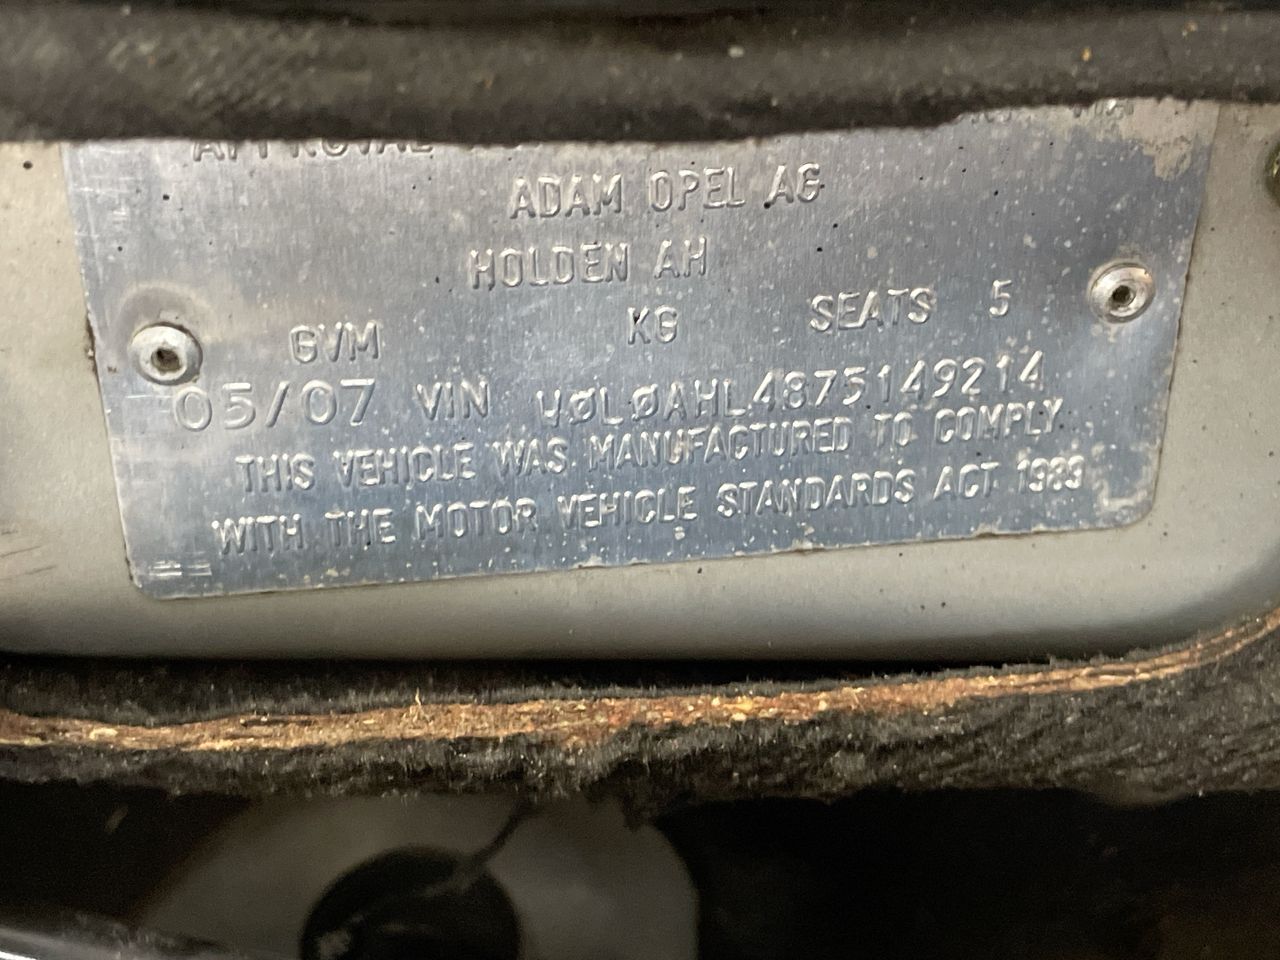 APPROVAL
ADAM OPEL AG
HOLDEN AH
GVM KG SEATS 5
05/07 VIN WØLØAHL4875149214
THIS VEHICLE WAS MANUFACTURED TO COMPLY
WITH THE MOTOR VEHICLE STANDARDS ACT 1989